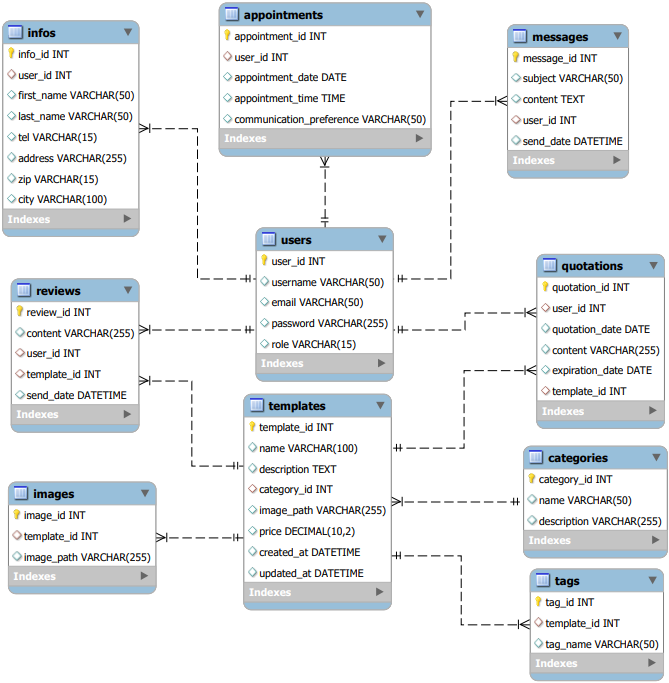 infos
info_id INT
user_id INT
first_name VARCHAR(50)
last_name VARCHAR(50)
tel VARCHAR(15)
address VARCHAR(255)
zip VARCHAR(15)
city VARCHAR(100)
Indexes
appointments
appointment_id INT
user_id INT
appointment_date DATE
appointment_time TIME
communication_preference VARCHAR(50)
Indexes
messages
message_id INT
subject VARCHAR(50)
content TEXT
user_id INT
send_date DATETIME
Indexes
users
user_id INT
username VARCHAR(50)
email VARCHAR(50)
password VARCHAR(255)
role VARCHAR(15)
Indexes
quotations
quotation_id INT
user_id INT
quotation_date DATE
content VARCHAR(255)
expiration_date DATE
template_id INT
Indexes
reviews
review_id INT
content VARCHAR(255)
user_id INT
template_id INT
send_date DATETIME
Indexes
templates
template_id INT
name VARCHAR(100)
description TEXT
category_id INT
image_path VARCHAR(255)
price DECIMAL(10,2)
created_at DATETIME
updated_at DATETIME
Indexes
categories
category_id INT
name VARCHAR(50)
description VARCHAR(255)
Indexes
images
image_id INT
template_id INT
image_path VARCHAR(255)
Indexes
tags
tag_id INT
template_id INT
tag_name VARCHAR(50)
Indexes